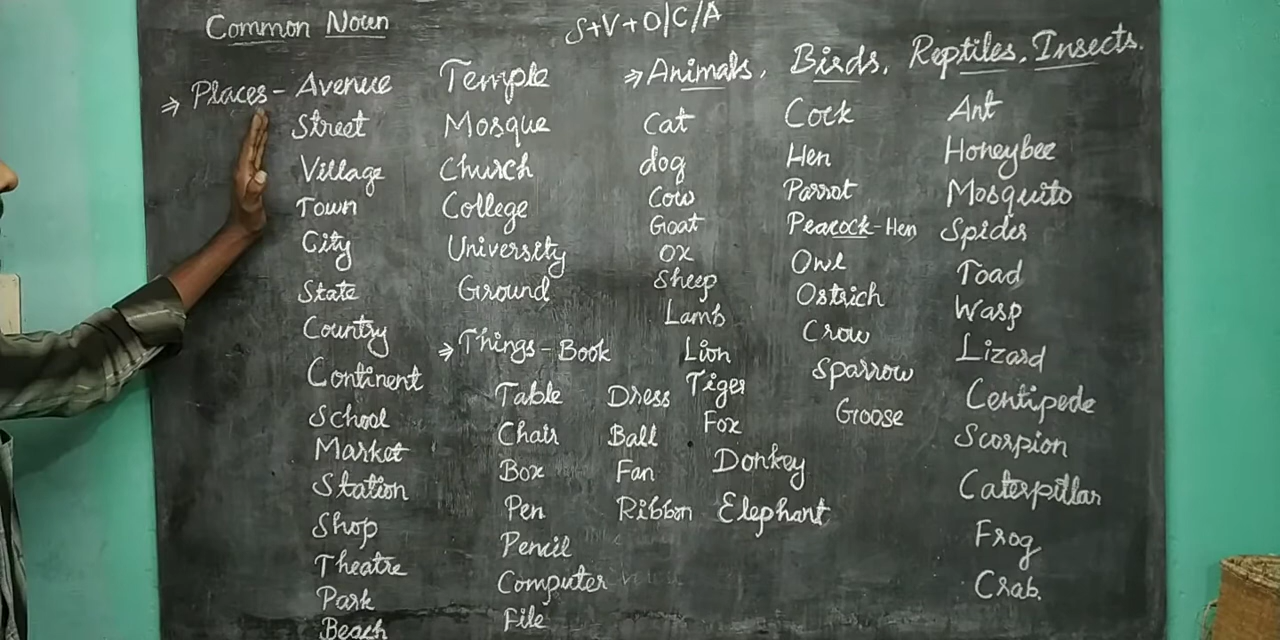 Common Noun
S+V+O/C/A
⇒ Places - Avenue
Street
Village
Town
City
State
Country
Continent
School
Market
Station
Shop
Theatre
Park
Beach
Temple
Mosque
Church
College
University
Ground
⇒ Things - Book
Table
Chair
Box
Pen
Pencil
Computer
File
Dress
Ball
Fan
Ribbon
⇒ Animals, Birds, Reptiles, Insects.
Cat
dog
Cow
Goat
Ox
Sheep
Lamb
Lion
Tiger
Fox
Donkey
Elephant
Cock
Hen
Parrot
Peacock-Hen
Owl
Ostrich
Crow
Sparrow
Goose
Ant
Honeybee
Mosquito
Spider
Toad
Wasp
Lizard
Centipede
Scorpion
Caterpillar
Frog
Crab.